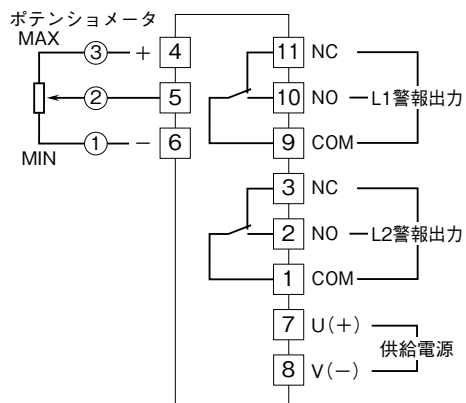 ポテンショメータ
MAX
③ + 4
② 5
① − 6
MIN
11 NC
10 NO L1警報出力
9 COM
3 NC
2 NO L2警報出力
1 COM
7 U(+)
供給電源
8 V(−)